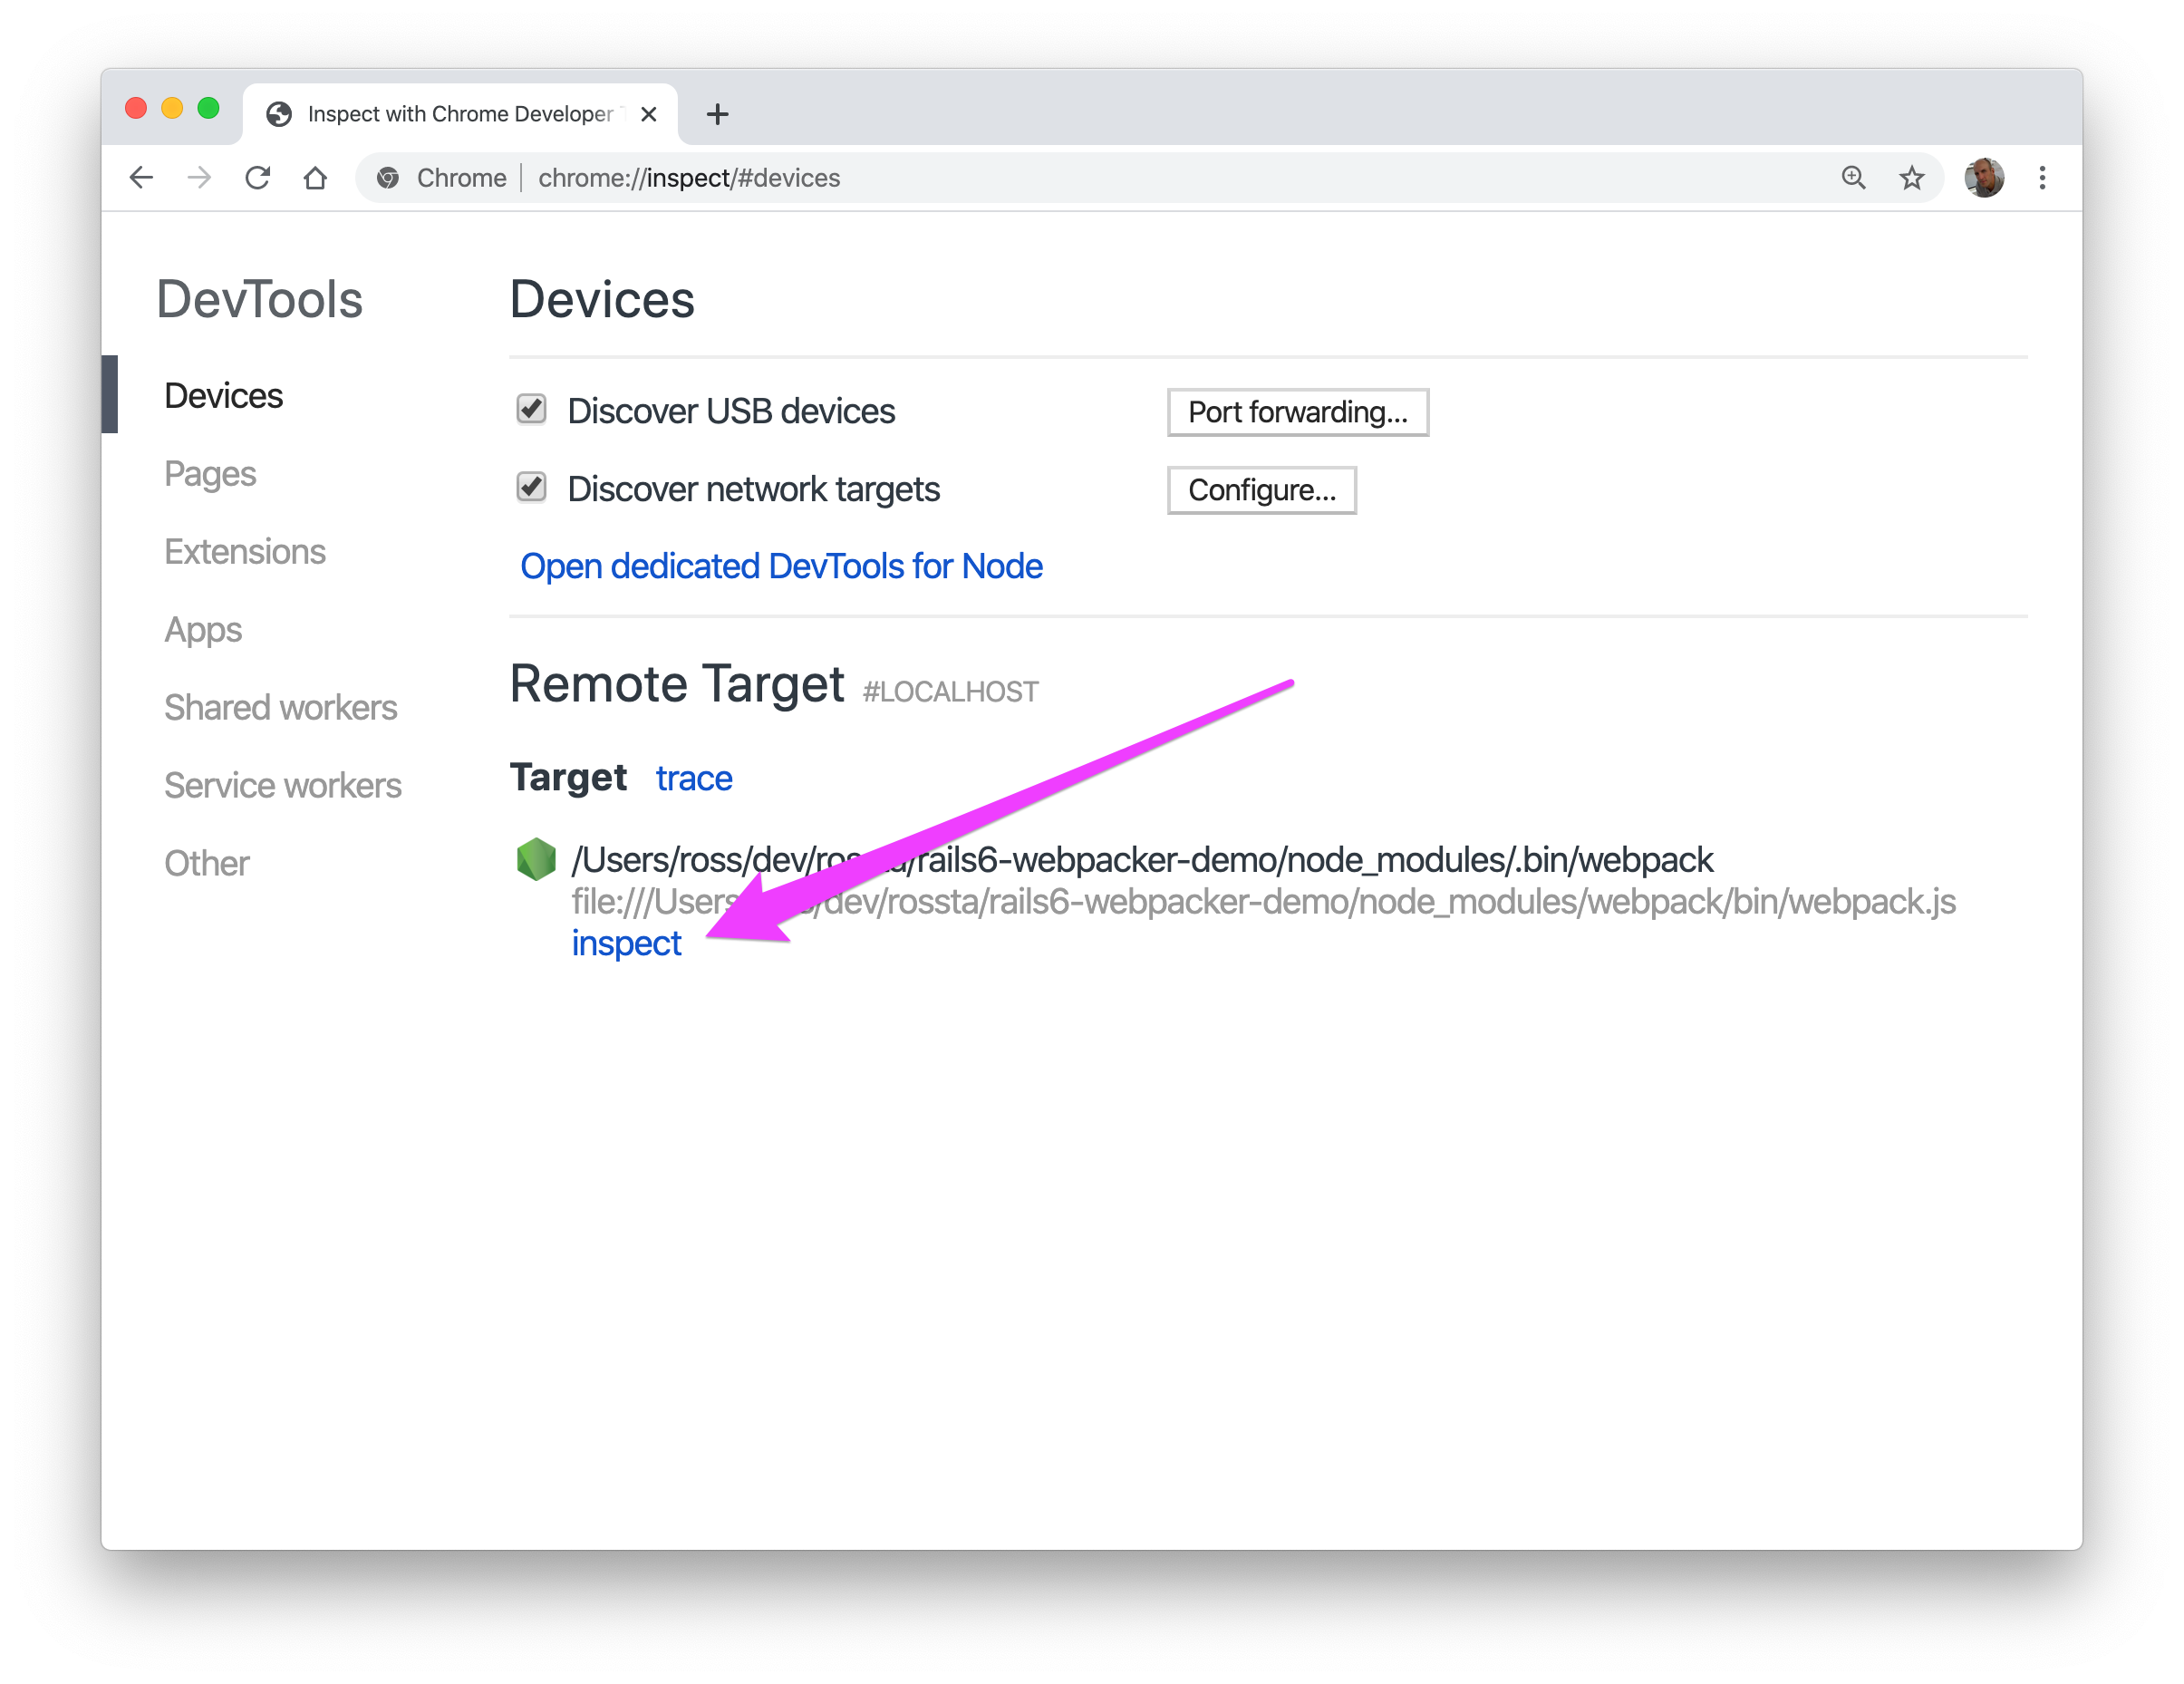 Inspect with Chrome Developer
Chrome | chrome://inspect/#devices
DevTools
Devices
Pages
Extensions
Apps
Shared workers
Service workers
Other
Devices
Discover USB devices
Port forwarding...
Discover network targets
Configure...
Open dedicated DevTools for Node
Remote Target #LOCALHOST
Target trace
/Users/ross/dev/rossta/rails6-webpacker-demo/node_modules/.bin/webpack
file:///Users/ross/dev/rossta/rails6-webpacker-demo/node_modules/webpack/bin/webpack.js
inspect